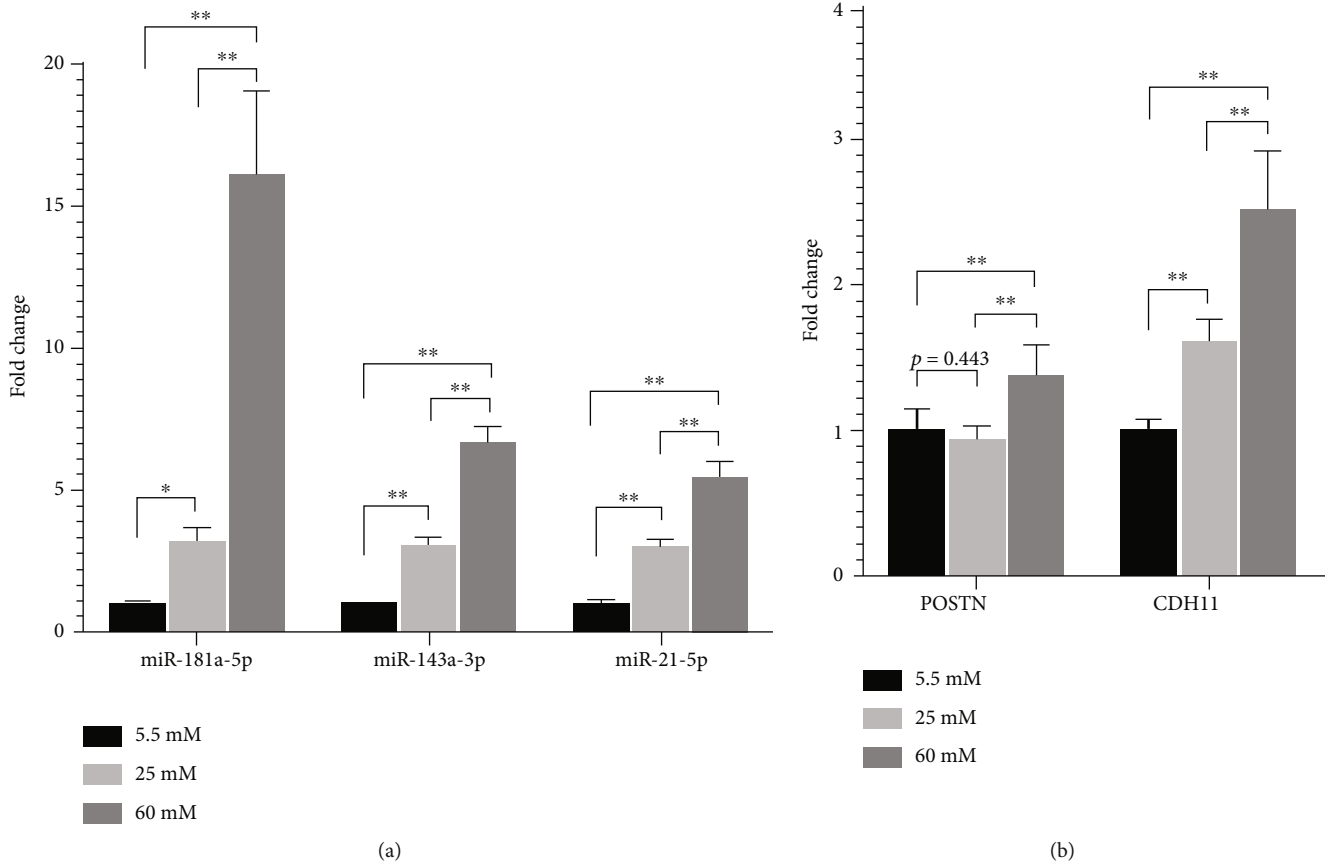 **
**
20
15
Fold change
10
**
**
**
**
5
*
**
**
0
miR-181a-5p
miR-143a-3p
miR-21-5p
5.5 mM
25 mM
60 mM
(a)
4
**
**
3
Fold change
**
**
2
**
p = 0.443
1
0
POSTN
CDH11
5.5 mM
25 mM
60 mM
(b)